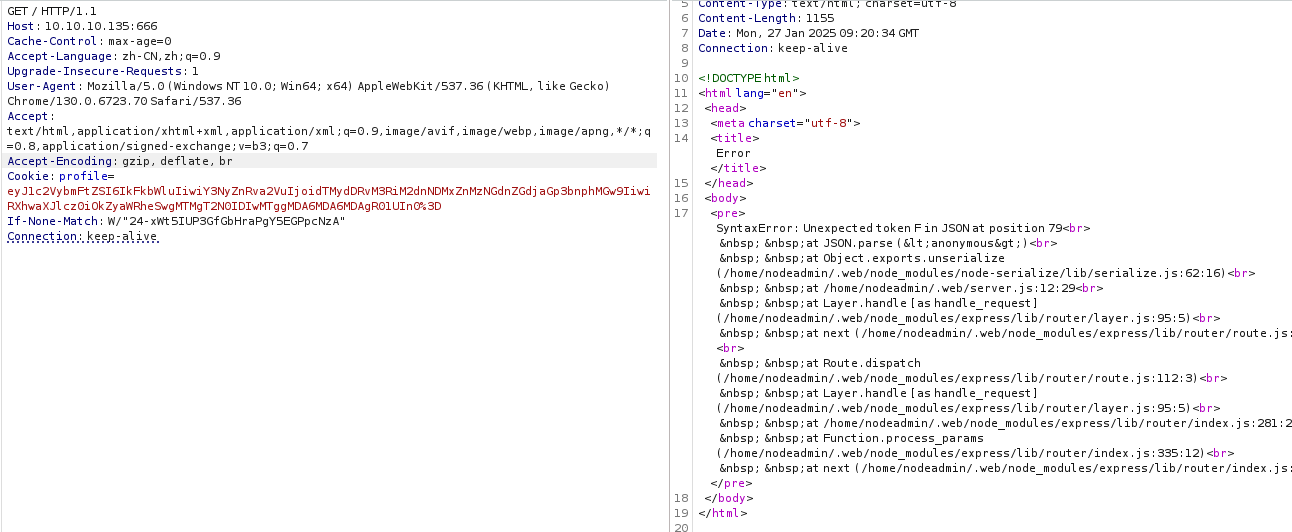 GET / HTTP/1.1
Host: 10.10.10.135:666
Cache-Control: max-age=0
Accept-Language: zh-CN,zh;q=0.9
Upgrade-Insecure-Requests: 1
User-Agent: Mozilla/5.0 (Windows NT 10.0; Win64; x64) AppleWebKit/537.36 (KHTML, like Gecko)
Chrome/130.0.6723.70 Safari/537.36
Accept:
text/html,application/xhtml+xml,application/xml;q=0.9,image/avif,image/webp,image/apng,*/*;q
=0.8,application/signed-exchange;v=b3;q=0.7
Accept-Encoding: gzip, deflate, br
Cookie: profile=
eyJ1c2VybmFtZSI6IkFkbWluIiwiY3NyZnRva2VuIjoidTMydDRvM3RiM2dnNDMxZnMzNGdnZGdjaGp3bnphMGw9Iiwi
RXhwaXJlcz0iOkZyaWRheSwgMTMgT2N0IDIwMTggMDA6MDA6MDAgR01UIn0%3D
If-None-Match: W/"24-xWt5IUP3GfGbHraPgY5EGPpcNzA"
Connection: keep-alive
5 Content-Type: text/html; charset=utf-8
6 Content-Length: 1155
7 Date: Mon, 27 Jan 2025 09:20:34 GMT
8 Connection: keep-alive
9
10 <!DOCTYPE html>
11 <html lang="en">
12 <head>
13 <meta charset="utf-8">
14 <title>
Error
</title>
15 </head>
16 <body>
17 <pre>
SyntaxError: Unexpected token F in JSON at position 79<br>
&nbsp; &nbsp;at JSON.parse (&lt;anonymous&gt;)<br>
&nbsp; &nbsp;at Object.exports.unserialize
(/home/nodeadmin/.web/node_modules/node-serialize/lib/serialize.js:62:16)<br>
&nbsp; &nbsp;at /home/nodeadmin/.web/server.js:12:29<br>
&nbsp; &nbsp;at Layer.handle [as handle_request]
(/home/nodeadmin/.web/node_modules/express/lib/router/layer.js:95:5)<br>
&nbsp; &nbsp;at next (/home/nodeadmin/.web/node_modules/express/lib/router/route.js:
<br>
&nbsp; &nbsp;at Route.dispatch
(/home/nodeadmin/.web/node_modules/express/lib/router/route.js:112:3)<br>
&nbsp; &nbsp;at Layer.handle [as handle_request]
(/home/nodeadmin/.web/node_modules/express/lib/router/layer.js:95:5)<br>
&nbsp; &nbsp;at /home/nodeadmin/.web/node_modules/express/lib/router/index.js:281:2
&nbsp; &nbsp;at Function.process_params
(/home/nodeadmin/.web/node_modules/express/lib/router/index.js:335:12)<br>
&nbsp; &nbsp;at next (/home/nodeadmin/.web/node_modules/express/lib/router/index.js:
</pre>
18 </body>
19 </html>
20